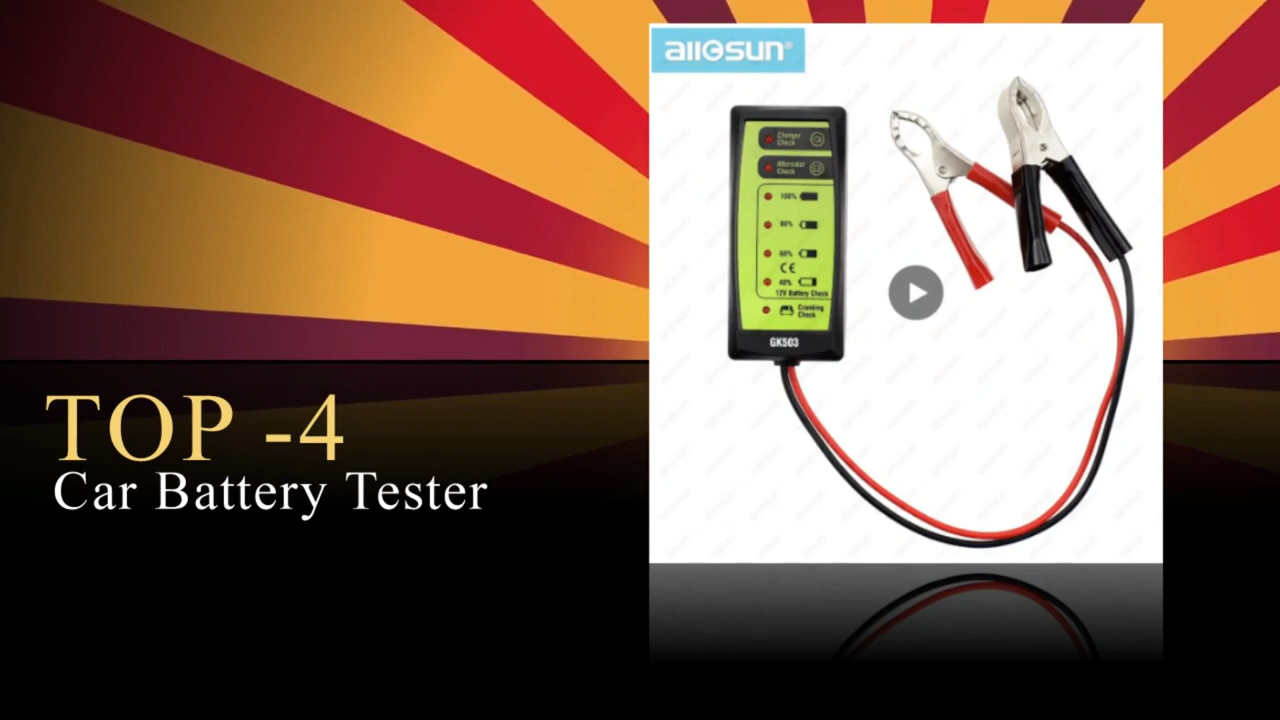 TOP -4
Car Battery Tester
allosun®
Charger
Check
Alternator
Check
100%
80%
60%
CE
40%
12V Battery Check
Cranking
Check
GK503